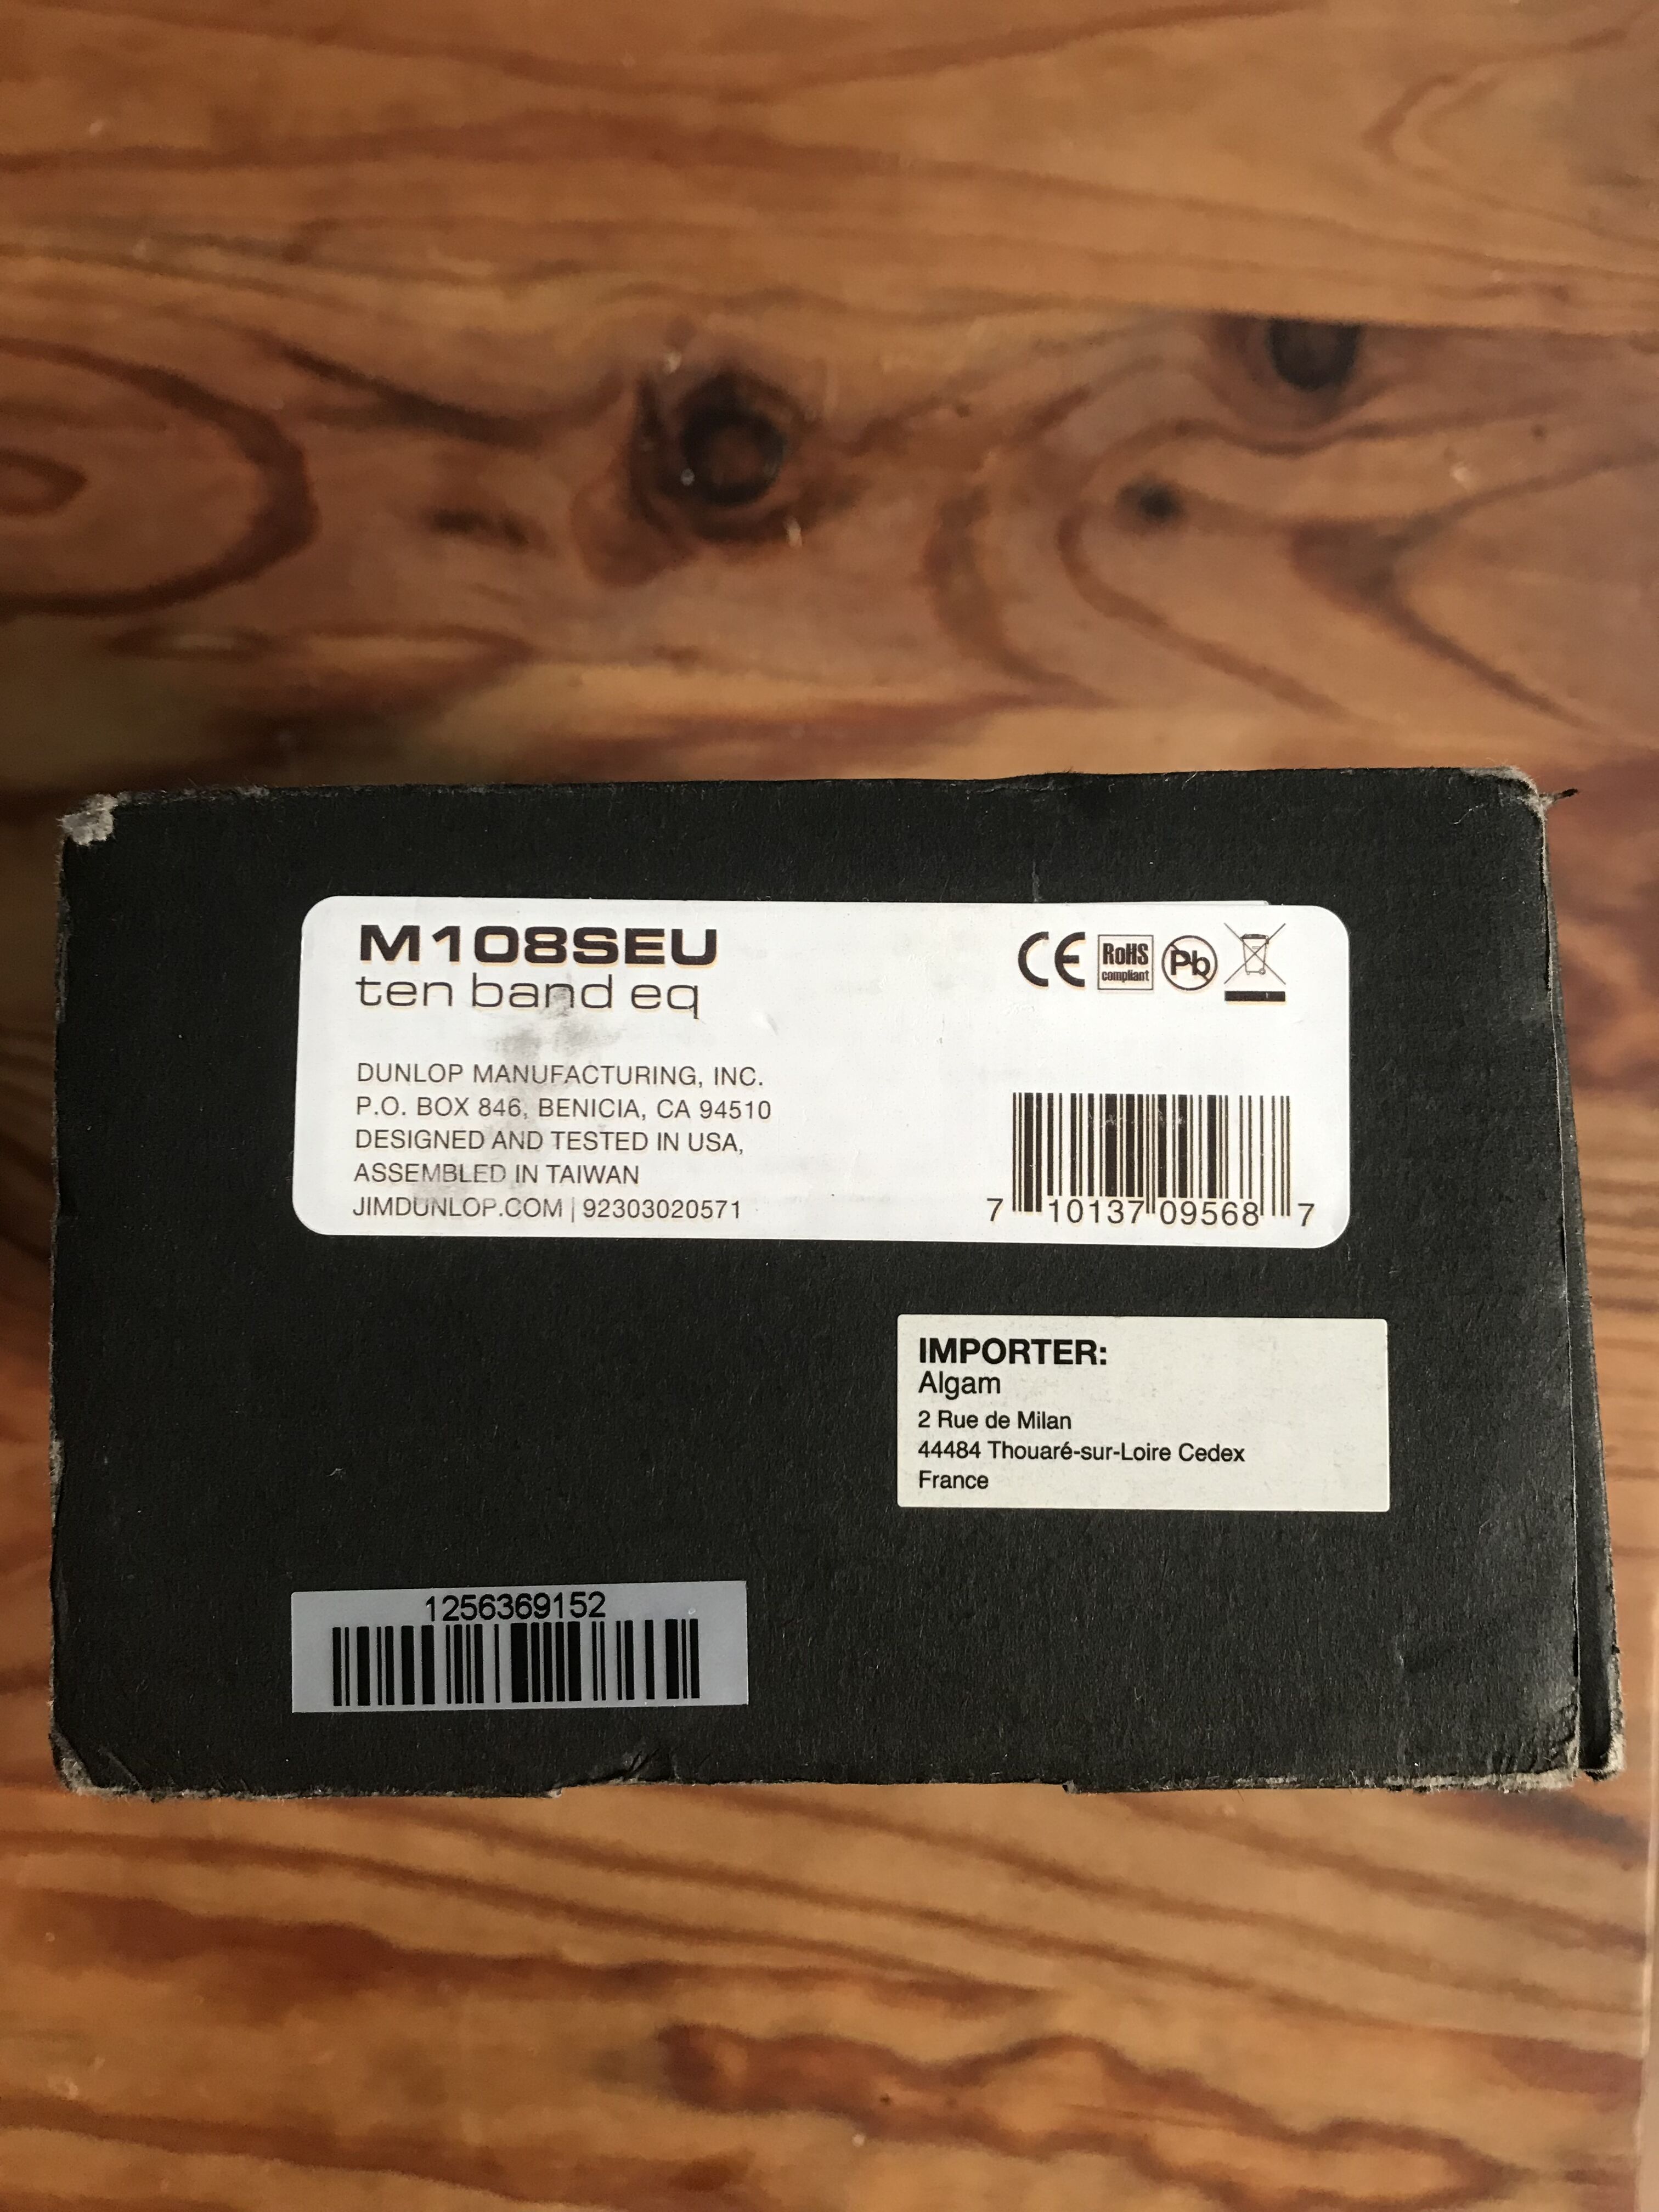 M108SEU
ten band eq
CE
RoHS
compliant
Pb
DUNLOP MANUFACTURING, INC.
P.O. BOX 846, BENICIA, CA 94510
DESIGNED AND TESTED IN USA,
ASSEMBLED IN TAIWAN
JIMDUNLOP.COM | 92303020571
7 10137 09568 7
IMPORTER:
Algam
2 Rue de Milan
44484 Thouaré-sur-Loire Cedex
France
1256369152